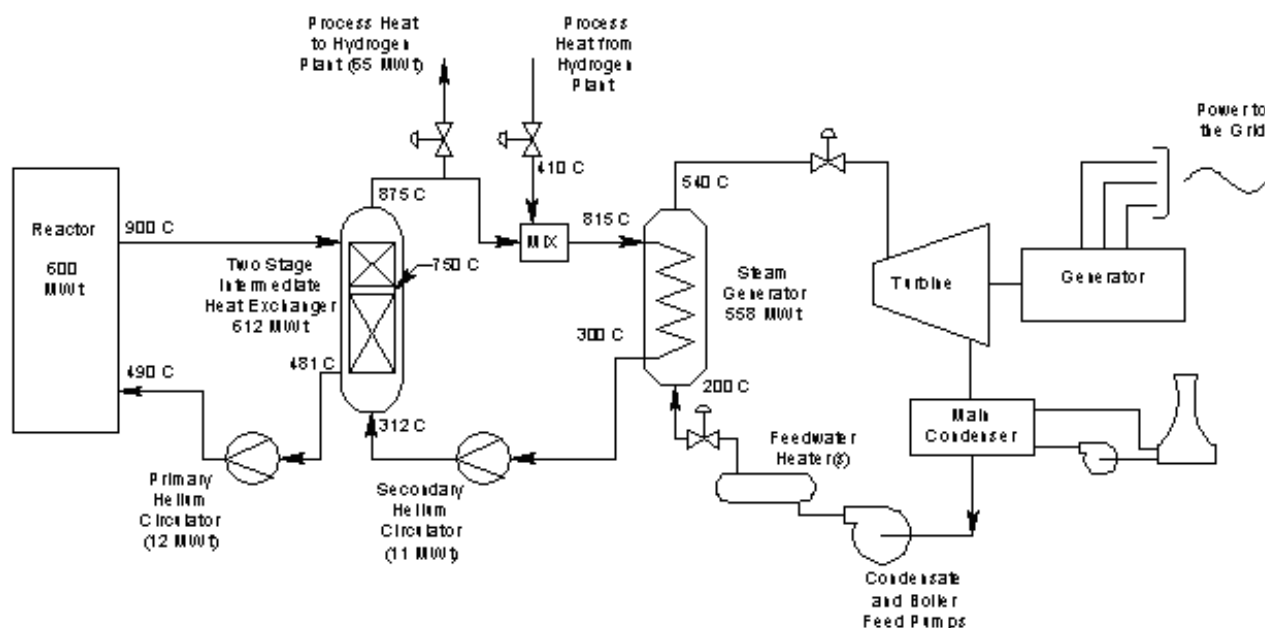 Process Heat
to Hydrogen
Plant (65 MWt)
Process
Heat from
Hydrogen
Plant
Power to
the Grid
410 C
540 C
875 C
Reactor
600
MWt
900 C
MIX
815 C
Two Stage
Intermediate
Heat Exchanger
612 MWt
750 C
Steam
Generator
558 MWt
Turbine
Generator
300 C
490 C
481 C
200 C
312 C
Main
Condenser
Feedwater
Heater(s)
Primary
Helium
Circulator
(12 MWt)
Secondary
Helium
Circulator
(11 MWt)
Condensate
and Boiler
Feed Pumps